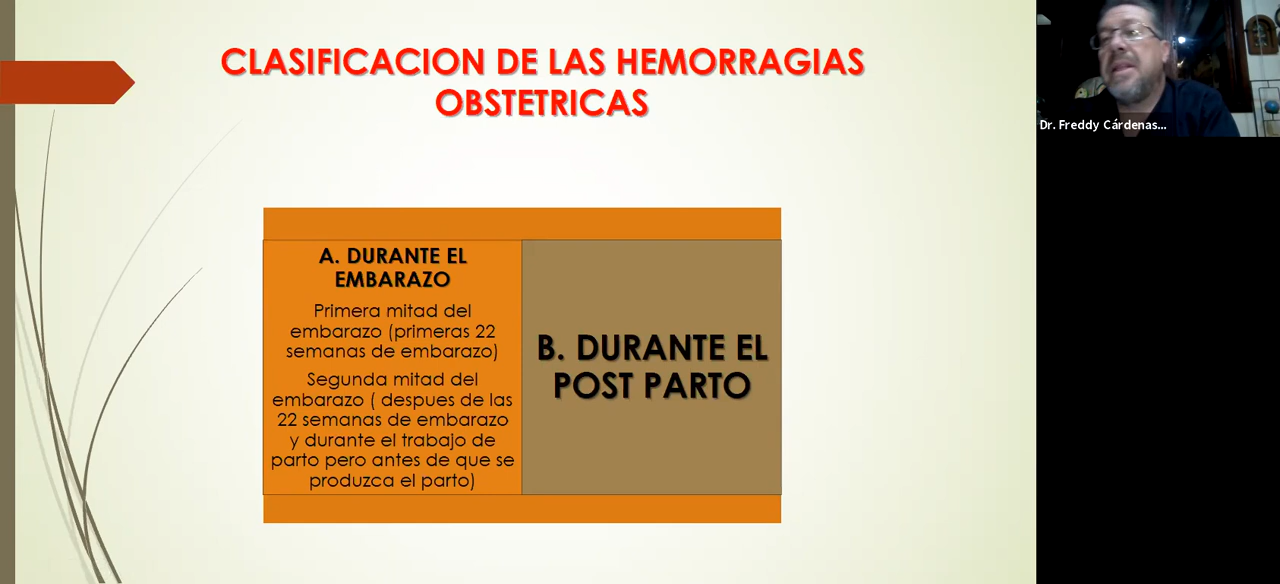 CLASIFICACION DE LAS HEMORRAGIAS
OBSTETRICAS
A. DURANTE EL
EMBARAZO
Primera mitad del
embarazo (primeras 22
semanas de embarazo)
Segunda mitad del
embarazo ( despues de las
22 semanas de embarazo
y durante el trabajo de
parto pero antes de que se
produzca el parto)
B. DURANTE EL
POST PARTO
Dr. Freddy Cárdenas...